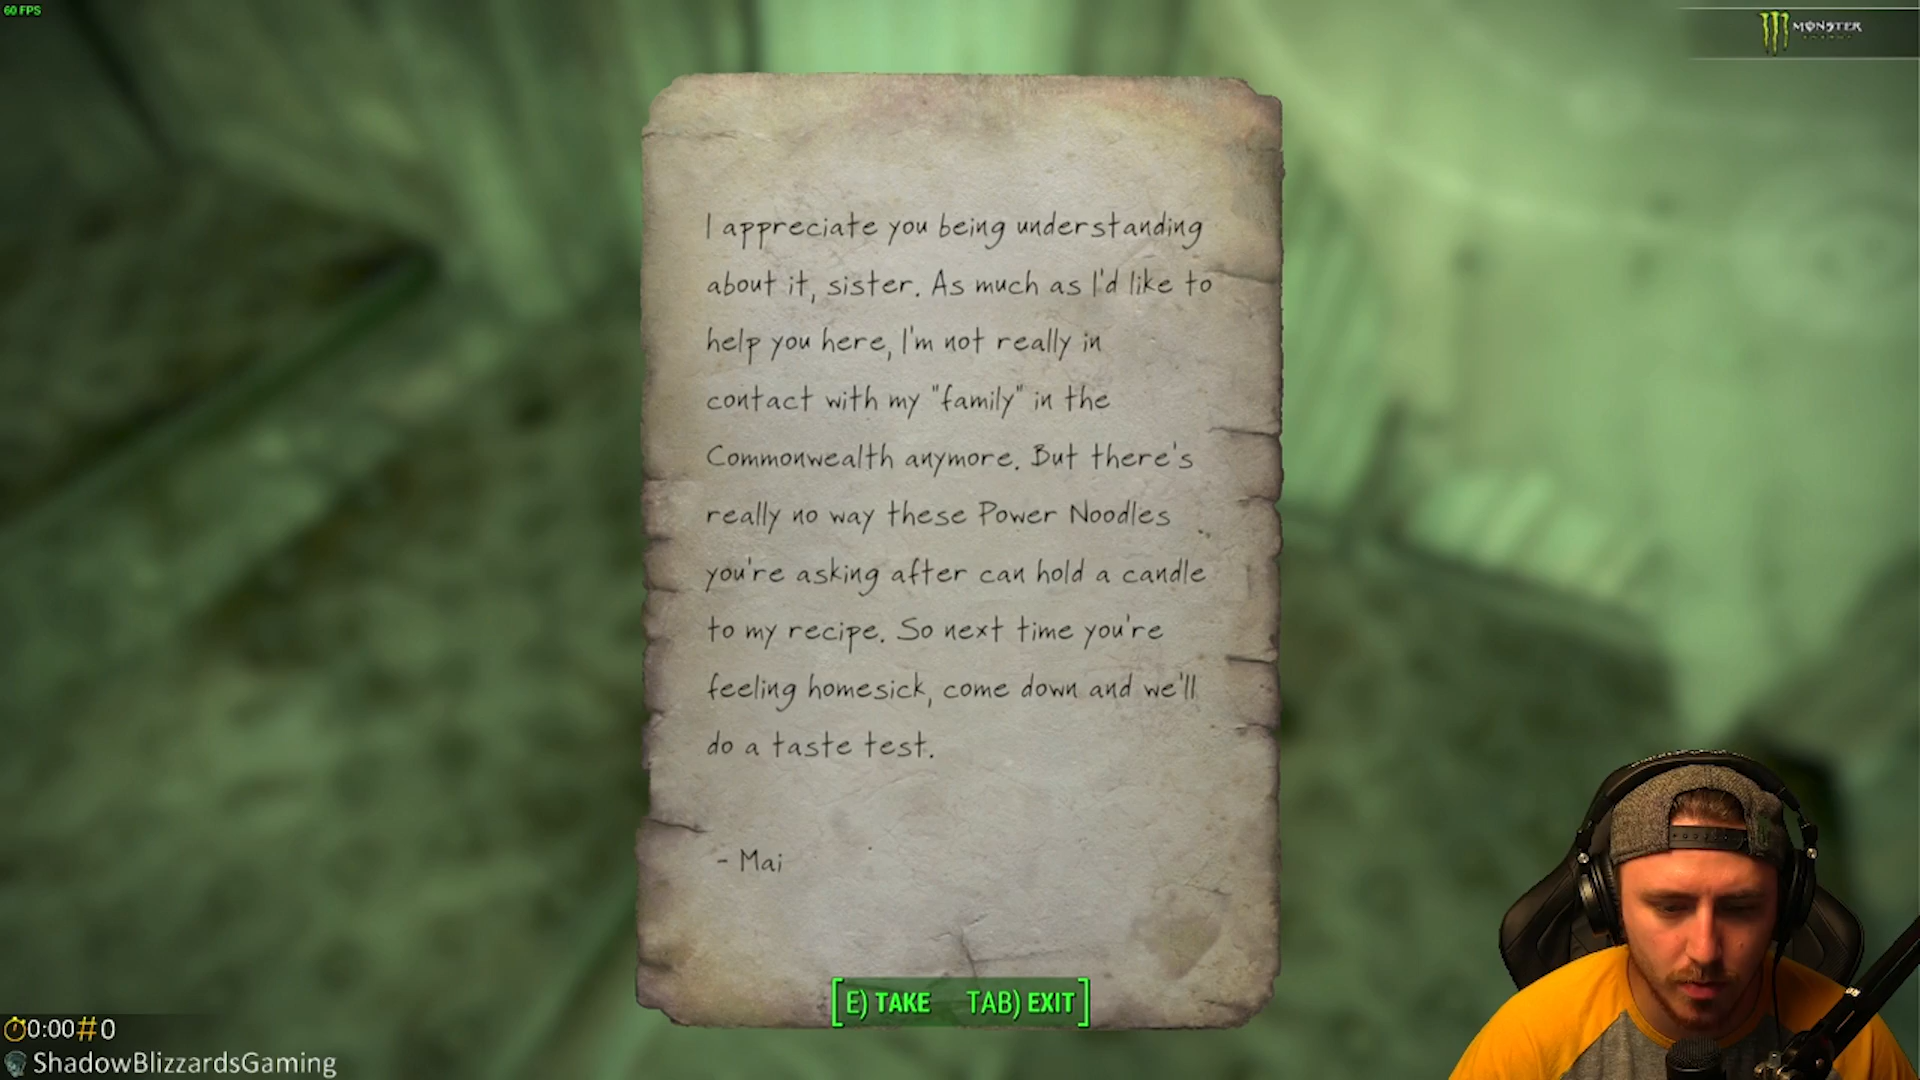 60 FPS
MONSTER
I appreciate you being understanding
about it, sister. As much as I'd like to
help you here, I'm not really in
contact with my "family" in the
Commonwealth anymore. But there's
really no way these Power Noodles
you're asking after can hold a candle
to my recipe. So next time you're
feeling homesick, come down and we'll
do a taste test.
- Mai
E) TAKE TAB) EXIT
0:00 # 0
ShadowBlizzardsGaming